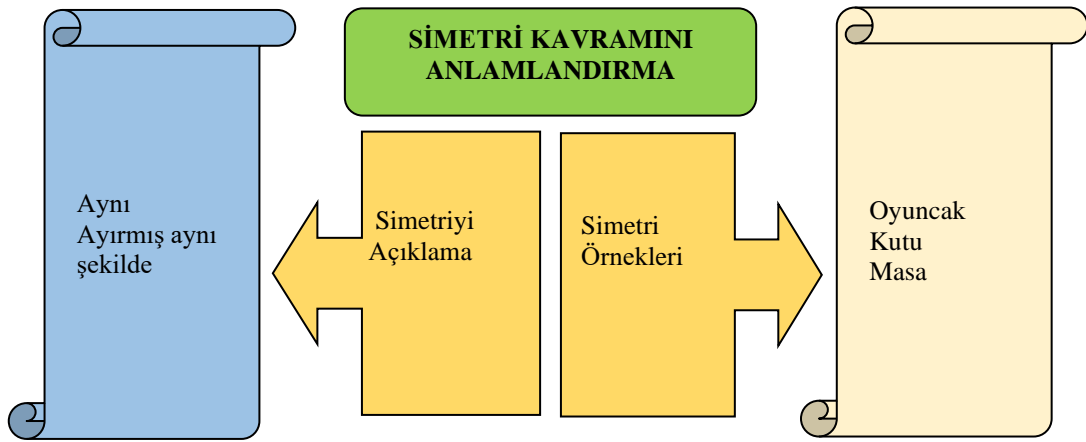 SİMETRİ KAVRAMINI
ANLAMLANDIRMA
Aynı
Ayırmış aynı
şekilde
Simetriyi
Açıklama
Simetri
Örnekleri
Oyuncak
Kutu
Masa